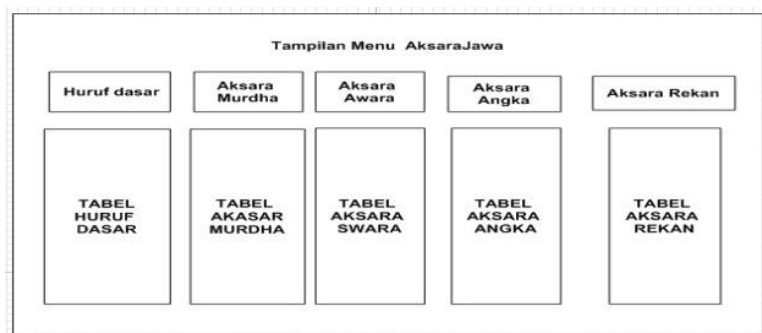 Tampilan Menu AksaraJawa
Huruf dasar
Aksara
Murdha
Aksara
Awara
Aksara
Angka
Aksara Rekan
TABEL
HURUF
DASAR
TABEL
AKASAR
MURDHA
TABEL
AKSARA
SWARA
TABEL
AKSARA
ANGKA
TABEL
AKSARA
REKAN